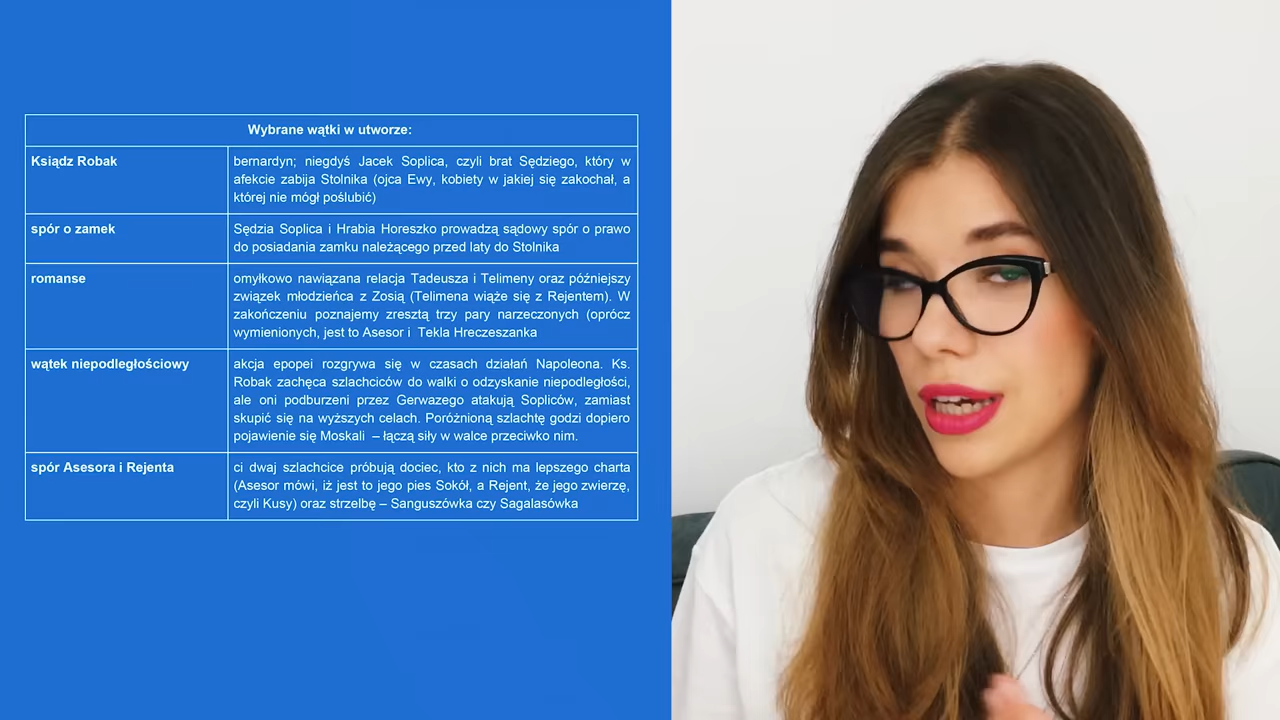 Wybrane wątki w utworze:
Ksiądz Robak
bernardyn; niegdyś Jacek Soplica, czyli brat Sędziego, który w
afekcie zabija Stolnika (ojca Ewy, kobiety w jakiej się zakochał, a
której nie mógł poślubić)
spór o zamek
Sędzia Soplica i Hrabia Horeszko prowadzą sądowy spór o prawo
do posiadania zamku należącego przed laty do Stolnika
romanse
omyłkowo nawiązana relacja Tadeusza i Telimeny oraz późniejszy
związek młodzieńca z Zosią (Telimena wiąże się z Rejentem). W
zakończeniu poznajemy zresztą trzy pary narzeczonych (oprócz
wymienionych, jest to Asesor i Tekla Hreczeszanka
wątek niepodległościowy
akcja epopei rozgrywa się w czasach działań Napoleona. Ks.
Robak zachęca szlachciców do walki o odzyskanie niepodległości,
ale oni podburzeni przez Gerwazego atakują Sopliców, zamiast
skupić się na wyższych celach. Poróżnioną szlachtę godzi dopiero
pojawienie się Moskali – łączą siły w walce przeciwko nim.
spór Asesora i Rejenta
ci dwaj szlachcice próbują dociec, kto z nich ma lepszego charta
(Asesor mówi, iż jest to jego pies Sokół, a Rejent, że jego zwierzę,
czyli Kusy) oraz strzelbę – Sanguszówka czy Sagalasówka